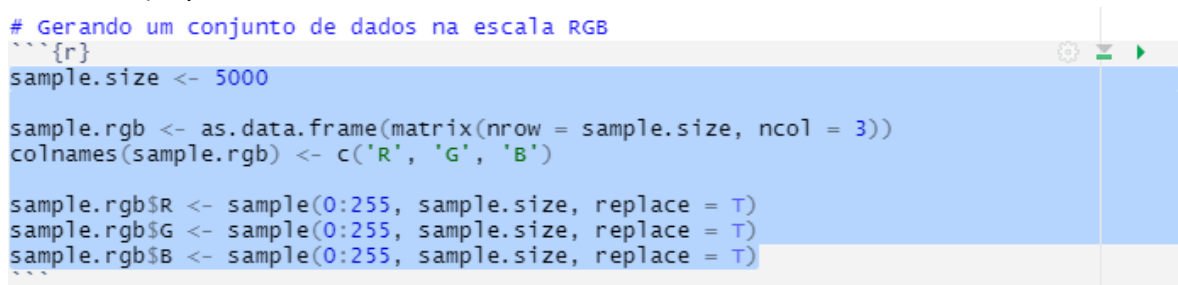 # Gerando um conjunto de dados na escala RGB
```{r}
sample.size <- 5000
sample.rgb <- as.data.frame(matrix(nrow = sample.size, ncol = 3))
colnames(sample.rgb) <- c('R', 'G', 'B')
sample.rgb$R <- sample(0:255, sample.size, replace = T)
sample.rgb$G <- sample(0:255, sample.size, replace = T)
sample.rgb$B <- sample(0:255, sample.size, replace = T)
```